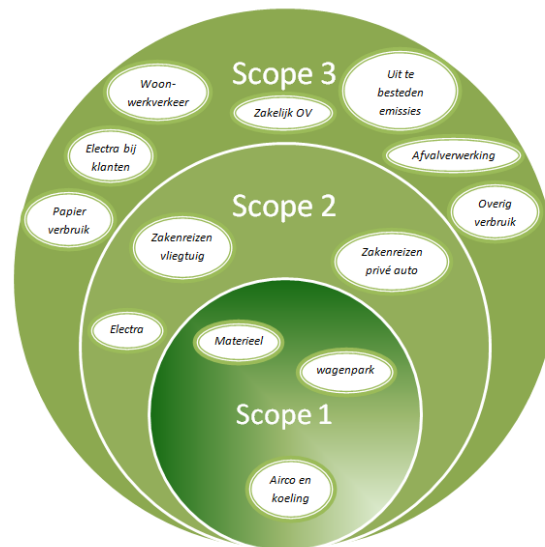 Scope 3
Woon-
werkverkeer
Uit te
besteden
emissies
Zakelijk OV
Electra bij
klanten
Afvalverwerking
Papier
verbruik
Overig
verbruik
Scope 2
Zakenreizen
vliegtuig
Zakenreizen
privé auto
Electra
Materieel
wagenpark
Scope 1
Airco en
koeling